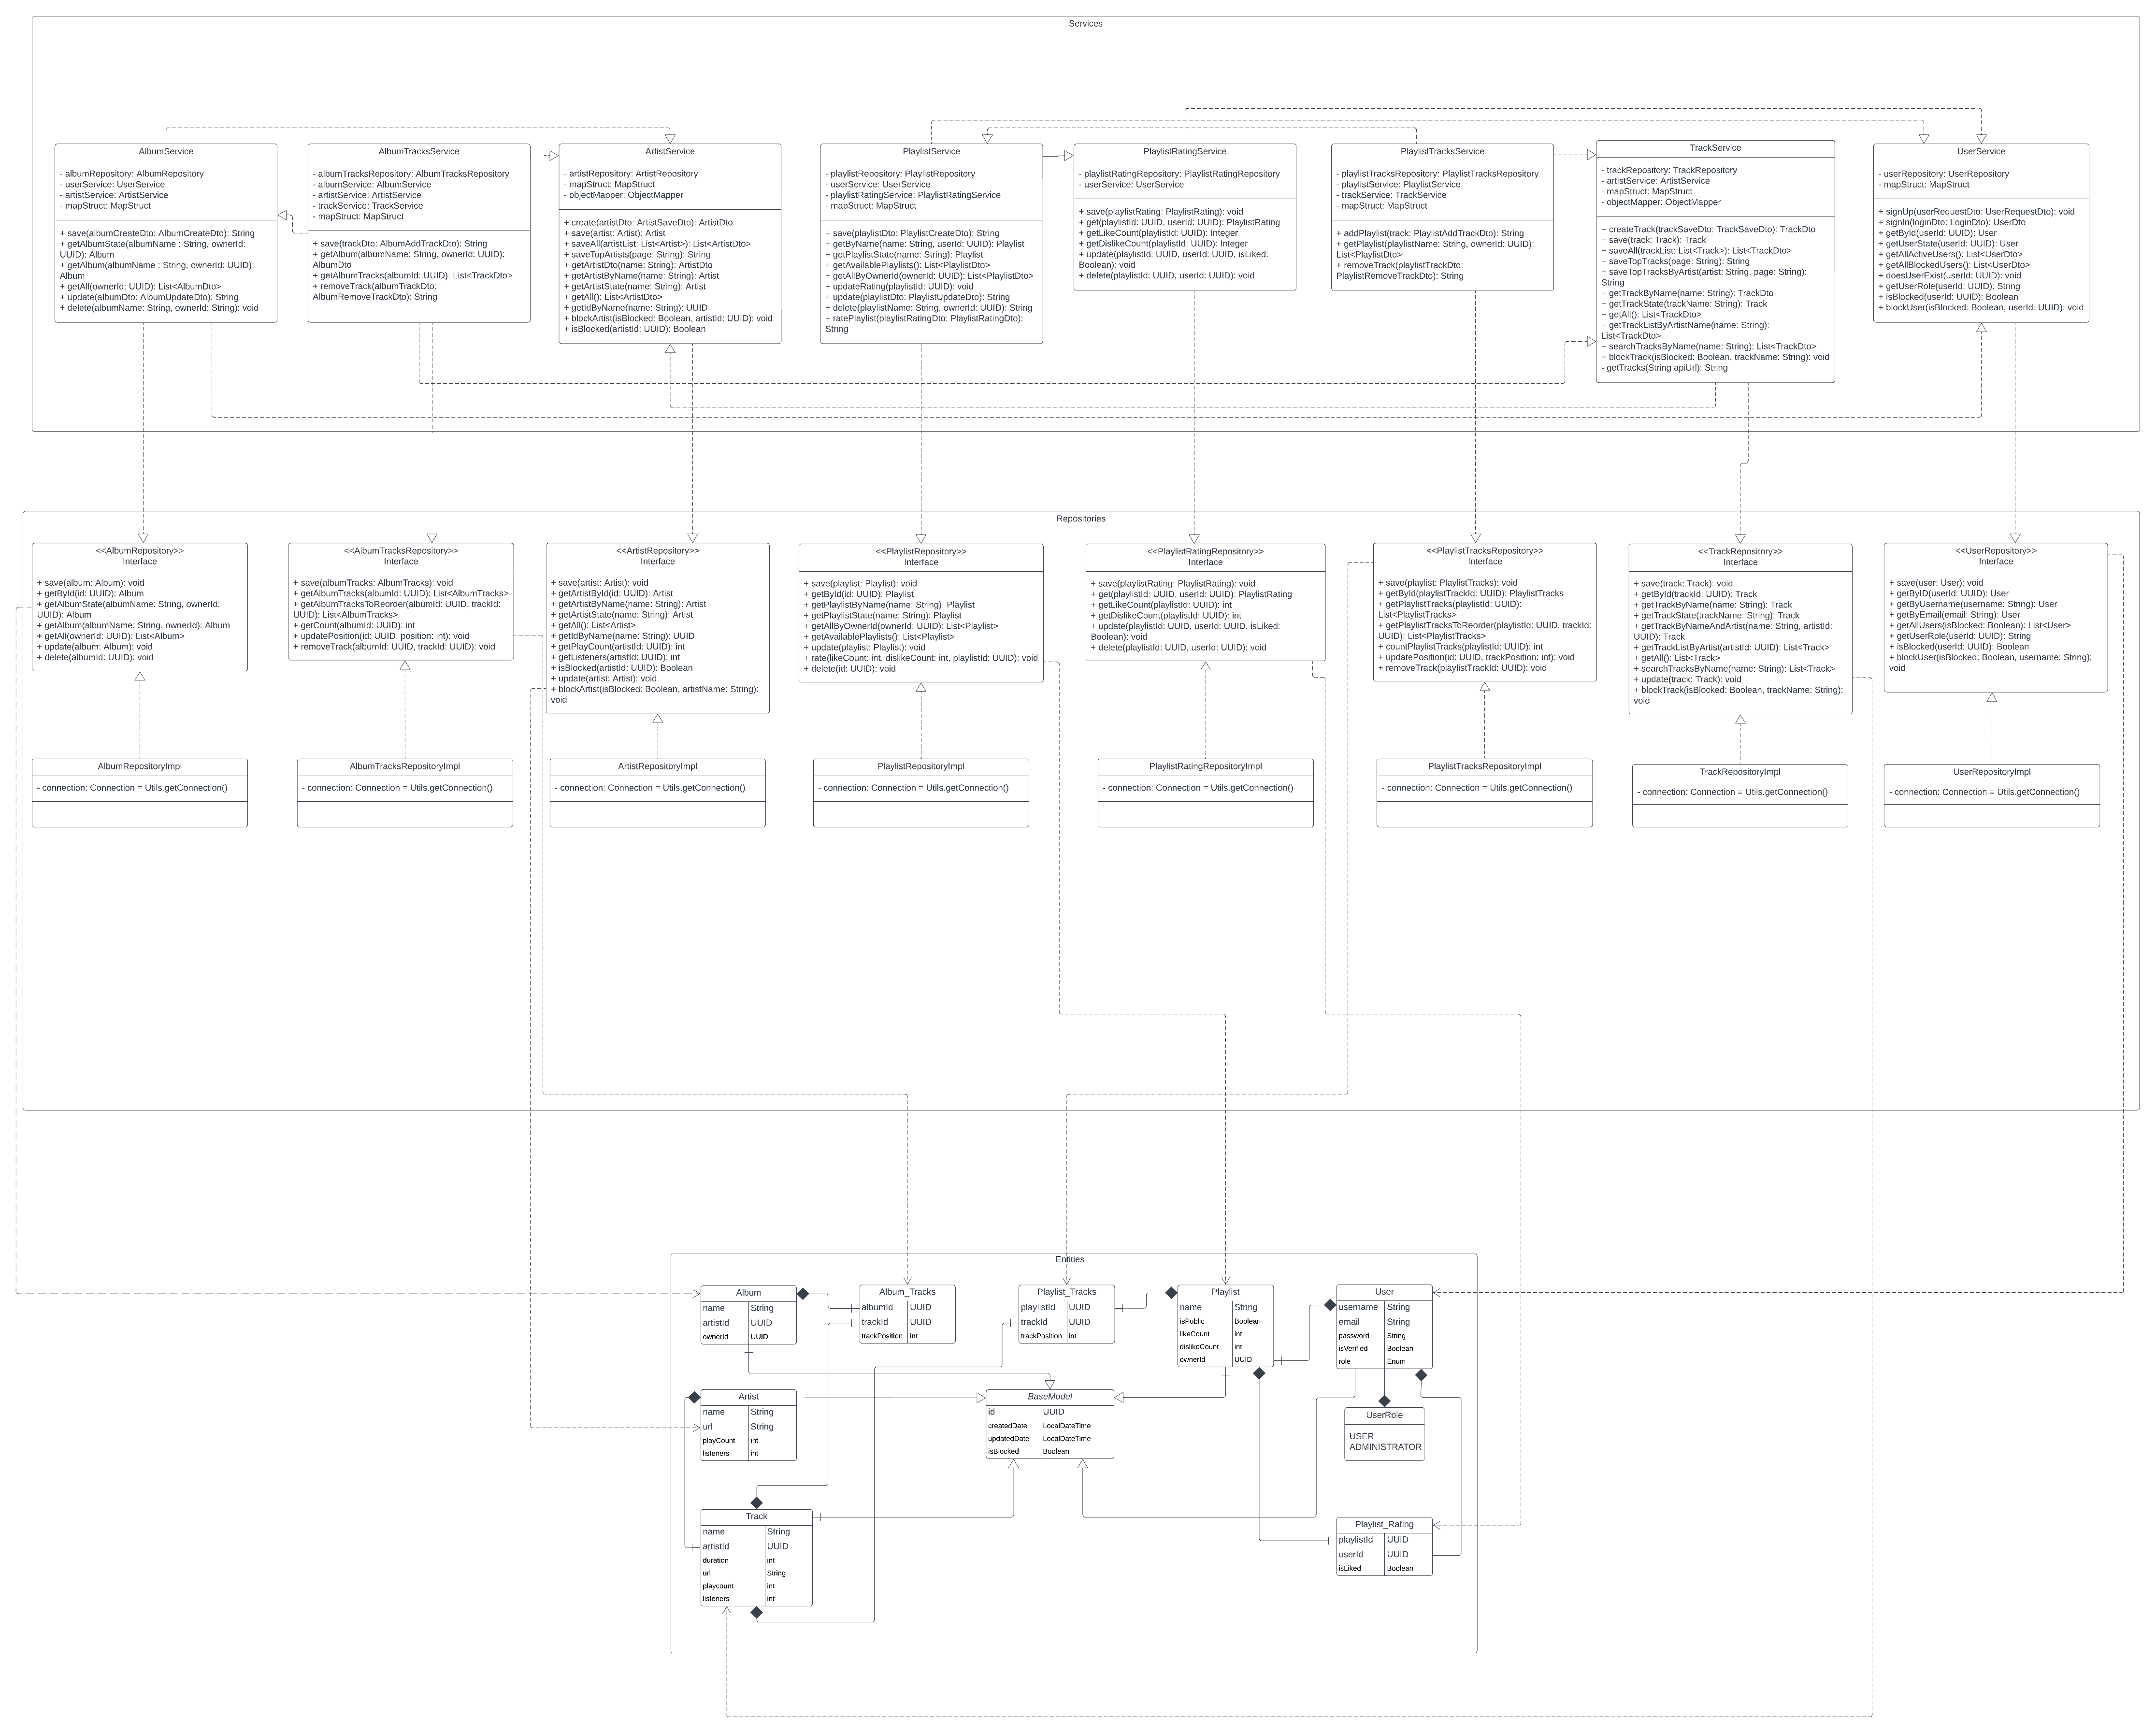 Services
AlbumService
- albumRepository: AlbumRepository
- userService: UserService
- artistService: ArtistService
- mapStruct: MapStruct
+ save(albumCreateDto: AlbumCreateDto): String
+ getAlbumState(albumName : String, ownerId:
UUID): Album
+ getAlbum(albumName : String, ownerId: UUID):
Album
+ getAll(ownerId: UUID): List<AlbumDto>
+ update(albumDto: AlbumUpdateDto): String
+ delete(albumName: String, ownerId: String): void
AlbumTracksService
- albumTracksRepository: AlbumTracksRepository
- albumService: AlbumService
- artistService: ArtistService
- trackService: TrackService
- mapStruct: MapStruct
+ save(trackDto: AlbumAddTrackDto): String
+ getAlbum(albumName: String, ownerId: UUID):
AlbumDto
+ getAlbumTracks(albumId: UUID): List<TrackDto>
+ removeTrack(albumTrackDto:
AlbumRemoveTrackDto): String
ArtistService
- artistRepository: ArtistRepository
- mapStruct: MapStruct
- objectMapper: ObjectMapper
+ create(artistDto: ArtistSaveDto): ArtistDto
+ save(artist: Artist): Artist
+ saveAll(artistList: List<Artist>): List<ArtistDto>
+ saveTopArtists(page: String): String
+ getArtistDto(name: String): ArtistDto
+ getArtistByName(name: String): Artist
+ getArtistState(name: String): Artist
+ getAll(): List<ArtistDto>
+ getIdByName(name: String): UUID
+ blockArtist(isBlocked: Boolean, artistId: UUID): void
+ isBlocked(artistId: UUID): Boolean
PlaylistService
- playlistRepository: PlaylistRepository
- userService: UserService
- playlistRatingService: PlaylistRatingService
- mapStruct: MapStruct
+ save(playlistDto: PlaylistCreateDto): String
+ getByName(name: String, userId: UUID): Playlist
+ getPlaylistState(name: String): Playlist
+ getAvailablePlaylists(): List<PlaylistDto>
+ getAllByOwnerId(ownerId: UUID): List<PlaylistDto>
+ updateRating(playlistId: UUID): void
+ update(playlistDto: PlaylistUpdateDto): String
+ delete(playlistName: String, ownerId: UUID): String
+ ratePlaylist(playlistRatingDto: PlaylistRatingDto):
String
PlaylistRatingService
- playlistRatingRepository: PlaylistRatingRepository
- userService: UserService
+ save(playlistRating: PlaylistRating): void
+ get(playlistId: UUID, userId: UUID): PlaylistRating
+ getLikeCount(playlistId: UUID): Integer
+ getDislikeCount(playlistId: UUID): Integer
+ update(playlistId: UUID, userId: UUID, isLiked:
Boolean): void
+ delete(playlistId: UUID, userId: UUID): void
PlaylistTracksService
- playlistTracksRepository: PlaylistTracksRepository
- playlistService: PlaylistService
- trackService: TrackService
- mapStruct: MapStruct
+ addPlaylist(track: PlaylistAddTrackDto): String
+ getPlaylist(playlistName: String, ownerId: UUID):
List<PlaylistDto>
+ removeTrack(playlistTrackDto:
PlaylistRemoveTrackDto): String
TrackService
- trackRepository: TrackRepository
- artistService: ArtistService
- mapStruct: MapStruct
- objectMapper: ObjectMapper
+ createTrack(trackSaveDto: TrackSaveDto): TrackDto
+ save(track: Track): Track
+ saveAll(trackList: List<Track>): List<TrackDto>
+ saveTopTracks(page: String): String
+ saveTopTracksByArtist(artist: String, page: String):
String
+ getTrackByName(name: String): TrackDto
+ getTrackState(trackName: String): Track
+ getAll(): List<TrackDto>
+ getTrackListByArtistName(name: String):
List<TrackDto>
+ searchTracksByName(name: String): List<TrackDto>
+ blockTrack(isBlocked: Boolean, trackName: String): void
- getTracks(String apiUrl): String
UserService
- userRepository: UserRepository
- mapStruct: MapStruct
+ signUp(userRequestDto: UserRequestDto): void
+ signIn(loginDto: LoginDto): UserDto
+ getById(userId: UUID): User
+ getUserState(userId: UUID): User
+ getAllActiveUsers(): List<UserDto>
+ getAllBlockedUsers(): List<UserDto>
+ doesUserExist(userId: UUID): void
+ getUserRole(userId: UUID): String
+ isBlocked(userId: UUID): Boolean
+ blockUser(isBlocked: Boolean, userId: UUID): void
Repositories
<<AlbumRepository>>
Interface
+ save(album: Album): void
+ getById(id: UUID): Album
+ getAlbumState(albumName: String, ownerId:
UUID): Album
+ getAlbum(albumName: String, ownerId): Album
+ getAll(ownerId: UUID): List<Album>
+ update(album: Album): void
+ delete(albumId: UUID): void
<<AlbumTracksRepository>>
Interface
+ save(albumTracks: AlbumTracks): void
+ getAlbumTracks(albumId: UUID): List<AlbumTracks>
+ getAlbumTracksToReorder(albumId: UUID, trackId:
UUID): List<AlbumTracks>
+ getCount(albumId: UUID): int
+ updatePosition(id: UUID, position: int): void
+ removeTrack(albumId: UUID, trackId: UUID): void
<<ArtistRepository>>
Interface
+ save(artist: Artist): void
+ getArtistById(id: UUID): Artist
+ getArtistByName(name: String): Artist
+ getArtistState(name: String): Artist
+ getAll(): List<Artist>
+ getIdByName(name: String): UUID
+ getPlayCount(artistId: UUID): int
+ getListeners(artistId: UUID): int
+ isBlocked(artistId: UUID): Boolean
+ update(artist: Artist): void
+ blockArtist(isBlocked: Boolean, artistName: String):
void
<<PlaylistRepository>>
Interface
+ save(playlist: Playlist): void
+ getById(id: UUID): Playlist
+ getPlaylistByName(name: String): Playlist
+ getPlaylistState(name: String): Playlist
+ getAllByOwnerId(ownerId: UUID): List<Playlist>
+ getAvailablePlaylists(): List<Playlist>
+ update(playlist: Playlist): void
+ rate(likeCount: int, dislikeCount: int, playlistId: UUID): void
+ delete(id: UUID): void
<<PlaylistRatingRepository>>
Interface
+ save(playlistRating: PlaylistRating): void
+ get(playlistId: UUID, userId: UUID): PlaylistRating
+ getLikeCount(playlistId: UUID): int
+ getDislikeCount(playlistId: UUID): int
+ update(playlistId: UUID, userId: UUID, isLiked:
Boolean): void
+ delete(playlistId: UUID, userId: UUID): void
<<PlaylistTracksRepository>>
Interface
+ save(playlist: PlaylistTracks): void
+ getById(playlistTrackId: UUID): PlaylistTracks
+ getPlaylistTracks(playlistId: UUID):
List<PlaylistTracks>
+ getPlaylistTracksToReorder(playlistId: UUID, trackId:
UUID): List<PlaylistTracks>
+ countPlaylistTracks(playlistId: UUID): int
+ updatePosition(id: UUID, trackPosition: int): void
+ removeTrack(playlistTrackId: UUID): void
<<TrackRepository>>
Interface
+ save(track: Track): void
+ getById(trackId: UUID): Track
+ getTrackByName(name: String): Track
+ getTrackState(trackName: String): Track
+ getTrackByNameAndArtist(name: String, artistId:
UUID): Track
+ getTrackListByArtist(artistId: UUID): List<Track>
+ getAll(): List<Track>
+ searchTracksByName(name: String): List<Track>
+ update(track: Track): void
+ blockTrack(isBlocked: Boolean, trackName: String):
void
<<UserRepository>>
Interface
+ save(user: User): void
+ getByID(userId: UUID): User
+ getByUsername(username: String): User
+ getByEmail(email: String): User
+ getAllUsers(isBlocked: Boolean): List<User>
+ getUserRole(userId: UUID): String
+ isBlocked(userId: UUID): Boolean
+ blockUser(isBlocked: Boolean, username: String):
void
AlbumRepositoryImpl
- connection: Connection = Utils.getConnection()
AlbumTracksRepositoryImpl
- connection: Connection = Utils.getConnection()
ArtistRepositoryImpl
- connection: Connection = Utils.getConnection()
PlaylistRepositoryImpl
- connection: Connection = Utils.getConnection()
PlaylistRatingRepositoryImpl
- connection: Connection = Utils.getConnection()
PlaylistTracksRepositoryImpl
- connection: Connection = Utils.getConnection()
TrackRepositoryImpl
- connection: Connection = Utils.getConnection()
UserRepositoryImpl
- connection: Connection = Utils.getConnection()
Entities
Album
name String
artistId UUID
ownerId UUID
Album_Tracks
albumId UUID
trackId UUID
trackPosition int
Playlist_Tracks
playlistId UUID
trackId UUID
trackPosition int
Playlist
name String
isPublic Boolean
likeCount int
dislikeCount int
ownerId UUID
User
username String
email String
password String
isVerified Boolean
role Enum
Artist
name String
url String
playCount int
listeners int
BaseModel
id UUID
createdDate LocalDateTime
updatedDate LocalDateTime
isBlocked Boolean
UserRole
USER
ADMINISTRATOR
Track
name String
artistId UUID
duration int
url String
playcount int
listeners int
Playlist_Rating
playlistId UUID
userId UUID
isLiked Boolean